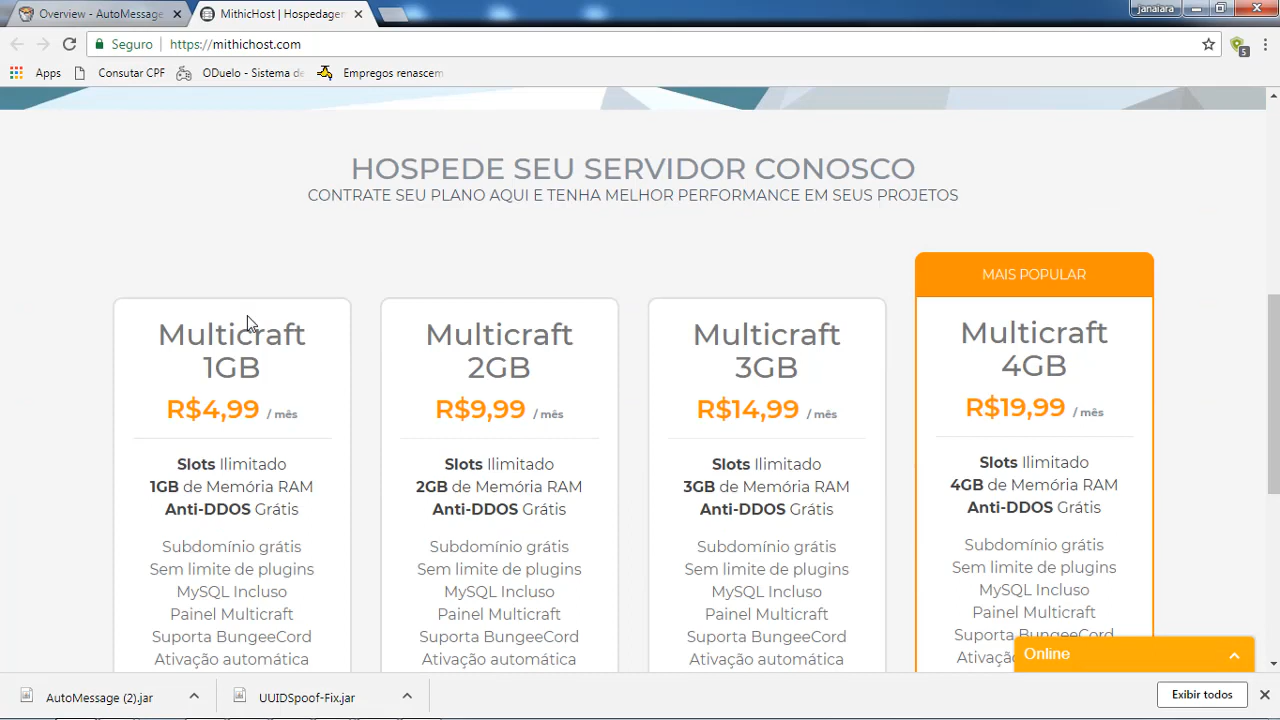 Overview - AutoMessage
MithicHost | Hospedagem
janaiara
Seguro
https://mithichost.com
5
Apps
Consutar CPF
ODuelo - Sistema de
Empregos renascem
HOSPEDE SEU SERVIDOR CONOSCO
CONTRATE SEU PLANO AQUI E TENHA MELHOR PERFORMANCE EM SEUS PROJETOS
Multicraft
1GB
R$4,99 / mês
Slots Ilimitado
1GB de Memória RAM
Anti-DDOS Grátis
Subdomínio grátis
Sem limite de plugins
MySQL Incluso
Painel Multicraft
Suporta BungeeCord
Ativação automática
Multicraft
2GB
R$9,99 / mês
Slots Ilimitado
2GB de Memória RAM
Anti-DDOS Grátis
Subdomínio grátis
Sem limite de plugins
MySQL Incluso
Painel Multicraft
Suporta BungeeCord
Ativação automática
Multicraft
3GB
R$14,99 / mês
Slots Ilimitado
3GB de Memória RAM
Anti-DDOS Grátis
Subdomínio grátis
Sem limite de plugins
MySQL Incluso
Painel Multicraft
Suporta BungeeCord
Ativação automática
MAIS POPULAR
Multicraft
4GB
R$19,99 / mês
Slots Ilimitado
4GB de Memória RAM
Anti-DDOS Grátis
Subdomínio grátis
Sem limite de plugins
MySQL Incluso
Painel Multicraft
Suporta BungeeCord
Ativação
Online
AutoMessage (2).jar
UUIDSpoof-Fix.jar
Exibir todos